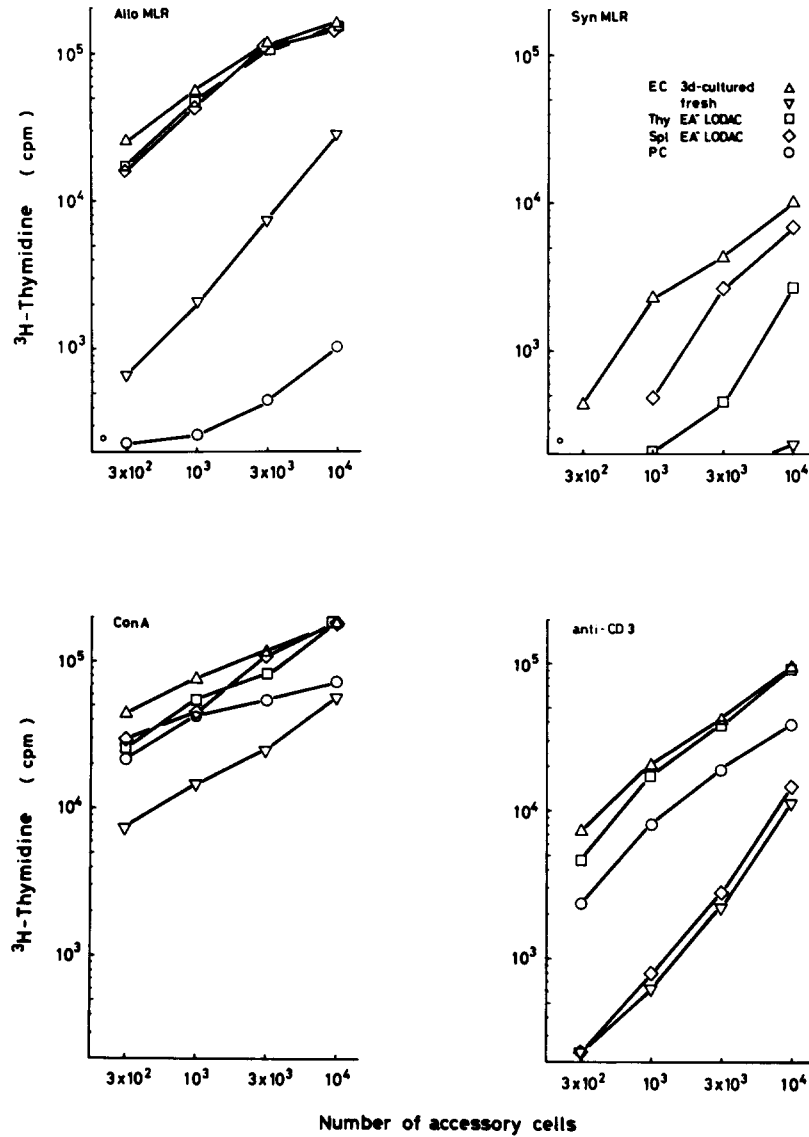 Allo MLR
Syn MLR
EC 3d-cultured △
fresh ▽
Thy EA⁻ LODAC □
Spl EA⁻ LODAC ◇
PC ○
³H-Thymidine (cpm)
10⁵
10⁴
10³
3x10² 10³ 3x10³ 10⁴
10⁵
10⁴
10³
3x10² 10³ 3x10³ 10⁴
Con A
anti-CD3
³H-Thymidine (cpm)
10⁵
10⁴
10³
3x10² 10³ 3x10³ 10⁴
10⁵
10⁴
10³
3x10² 10³ 3x10³ 10⁴
Number of accessory cells